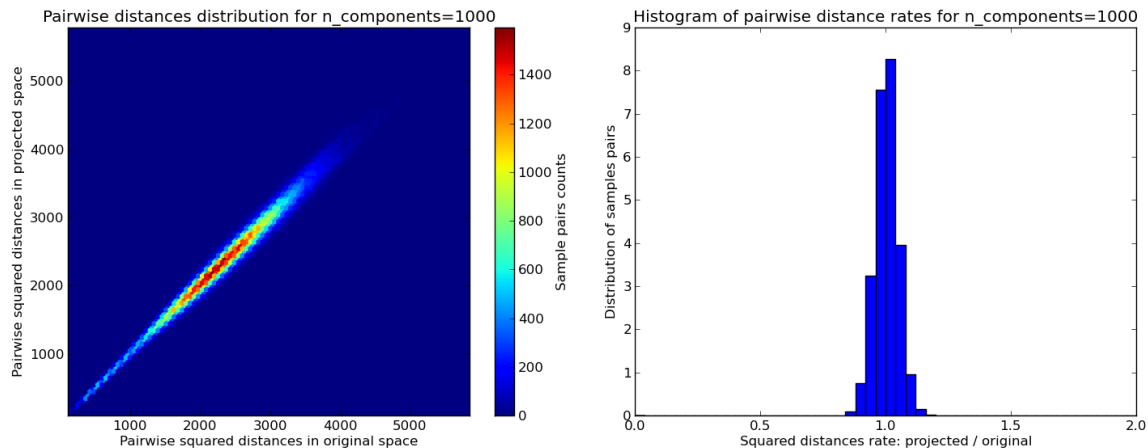 Pairwise distances distribution for n_components=1000
Pairwise squared distances in projected space
5000
4000
3000
2000
1000
1000 2000 3000 4000 5000
Pairwise squared distances in original space
1400
1200
1000
800
600
400
200
0
Sample pairs counts
Histogram of pairwise distance rates for n_components=1000
Distribution of samples pairs
9
8
7
6
5
4
3
2
1
0
0.0 0.5 1.0 1.5 2.0
Squared distances rate: projected / original